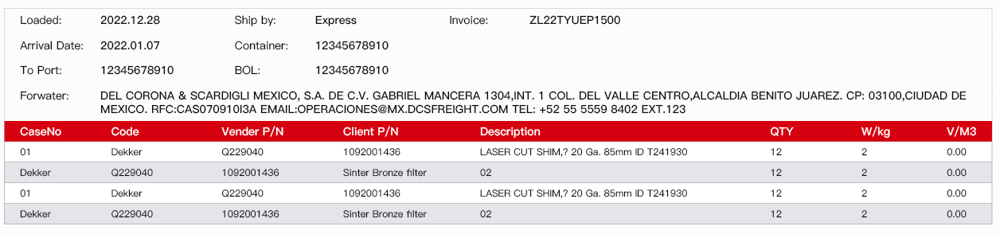 Loaded: 2022.12.28 Ship by: Express Invoice: ZL22TYUEP1500
Arrival Date: 2022.01.07 Container: 12345678910
To Port: 12345678910 BOL: 12345678910
Forwater: DEL CORONA & SCARDIGLI MEXICO, S.A. DE C.V. GABRIEL MANCERA 1304,INT. 1 COL. DEL VALLE CENTRO,ALCALDIA BENITO JUAREZ. CP: 03100,CIUDAD DE
MEXICO. RFC:CAS070910I3A EMAIL:OPERACIONES@MX.DCSFREIGHT.COM TEL: +52 55 5559 8402 EXT.123
CaseNo Code Vender P/N Client P/N Description QTY W/kg V/M3
01 Dekker Q229040 1092001436 LASER CUT SHIM,? 20 Ga. 85mm ID T241930 12 2 0.00
Dekker Q229040 1092001436 Sinter Bronze filter 02 12 2 0.00
01 Dekker Q229040 1092001436 LASER CUT SHIM,? 20 Ga. 85mm ID T241930 12 2 0.00
Dekker Q229040 1092001436 Sinter Bronze filter 02 12 2 0.00